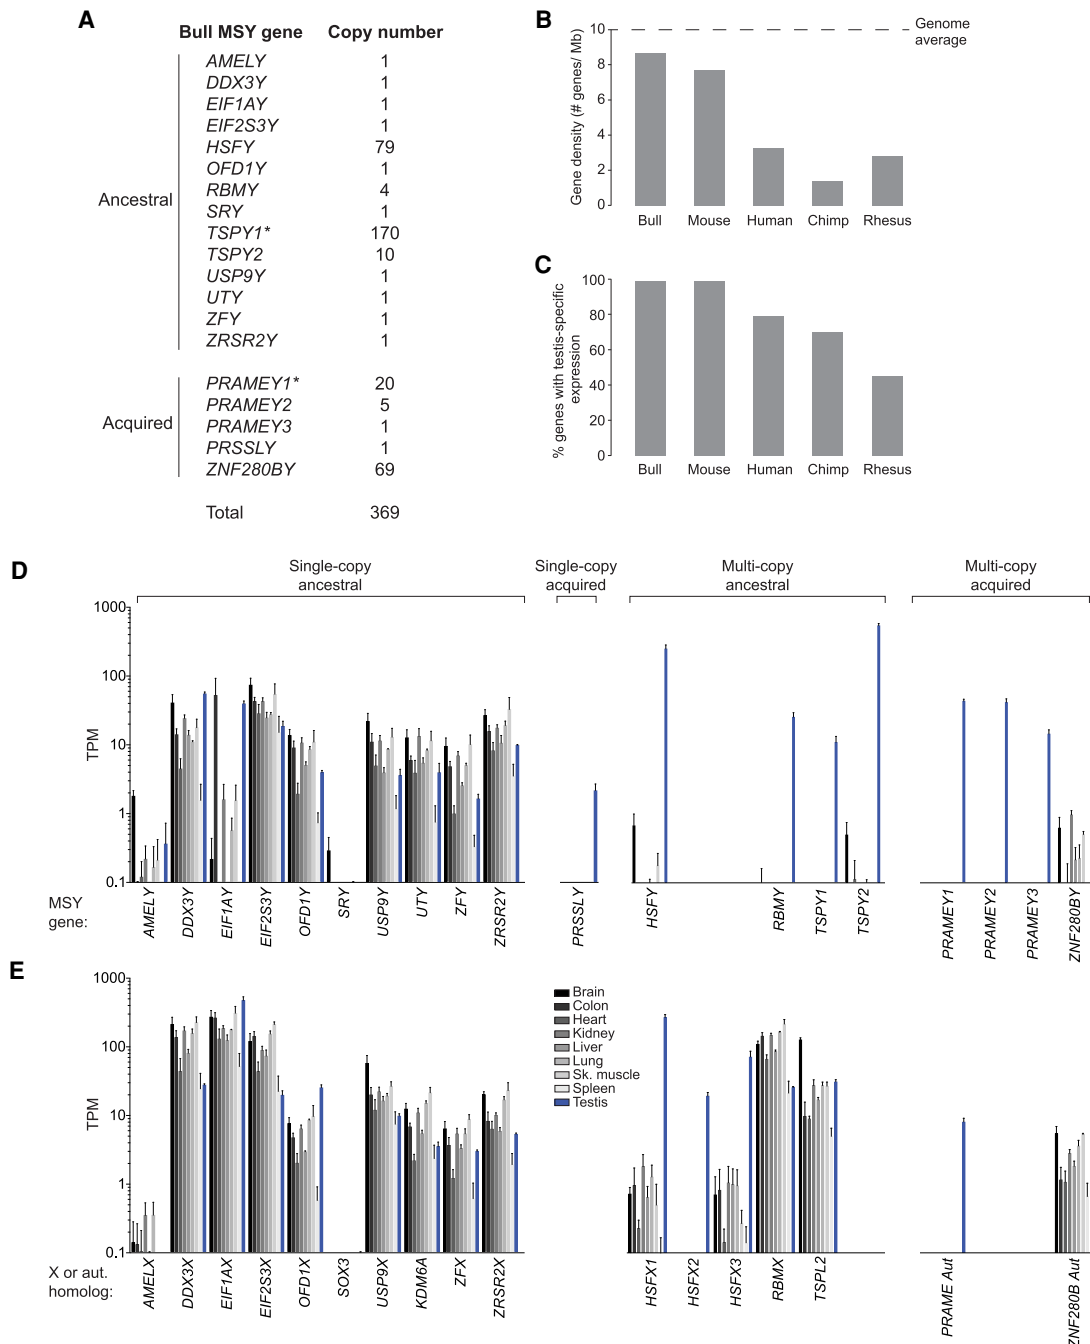 A
Bull MSY gene Copy number
Ancestral
AMELY 1
DDX3Y 1
EIF1AY 1
EIF2S3Y 1
HSFY 79
OFD1Y 1
RBMY 4
SRY 1
TSPY1* 170
TSPY2 10
USP9Y 1
UTY 1
ZFY 1
ZRSR2Y 1
Acquired
PRAMEY1* 20
PRAMEY2 5
PRAMEY3 1
PRSSLY 1
ZNF280BY 69
Total 369
B
Gene density (# genes/ Mb)
10
8
6
4
2
0
Genome
average
Bull Mouse Human Chimp Rhesus
C
% genes with testis-specific
expression
100
80
60
40
20
0
Bull Mouse Human Chimp Rhesus
D
Single-copy
ancestral
Single-copy
acquired
Multi-copy
ancestral
Multi-copy
acquired
TPM
1000
100
10
1
0.1
MSY
gene:
AMELY
DDX3Y
EIF1AY
EIF2S3Y
OFD1Y
SRY
USP9Y
UTY
ZFY
ZRSR2Y
PRSSLY
HSFY
RBMY
TSPY1
TSPY2
PRAMEY1
PRAMEY2
PRAMEY3
ZNF280BY
E
TPM
1000
100
10
1
0.1
Brain
Colon
Heart
Kidney
Liver
Lung
Sk. muscle
Spleen
Testis
X or aut.
homolog:
AMELX
DDX3X
EIF1AX
EIF2S3X
OFD1X
SOX3
USP9X
KDM6A
ZFX
ZRSR2X
HSFX1
HSFX2
HSFX3
RBMX
TSPL2
PRAME Aut
ZNF280B Aut